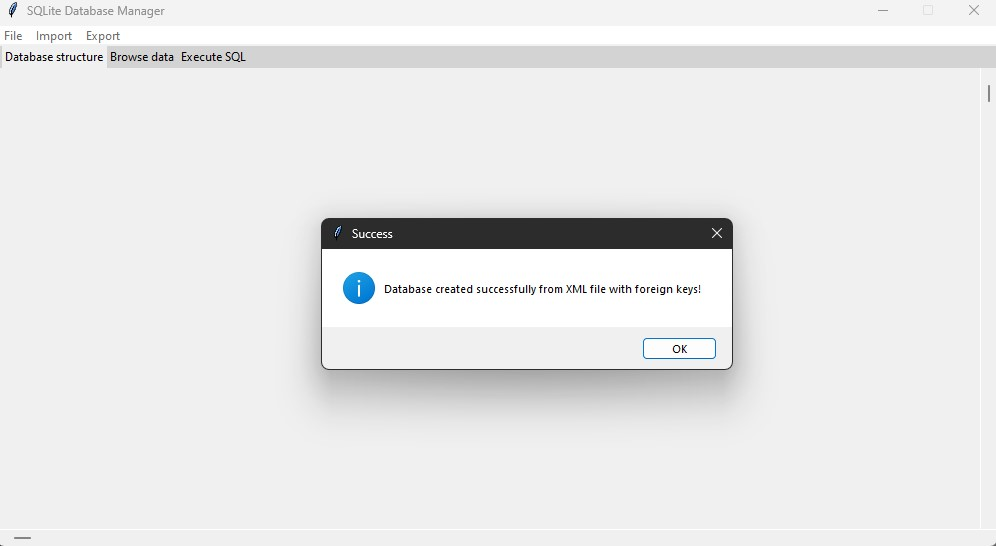 SQLite Database Manager
File Import Export
Database structure Browse data Execute SQL
Success
Database created successfully from XML file with foreign keys!
OK